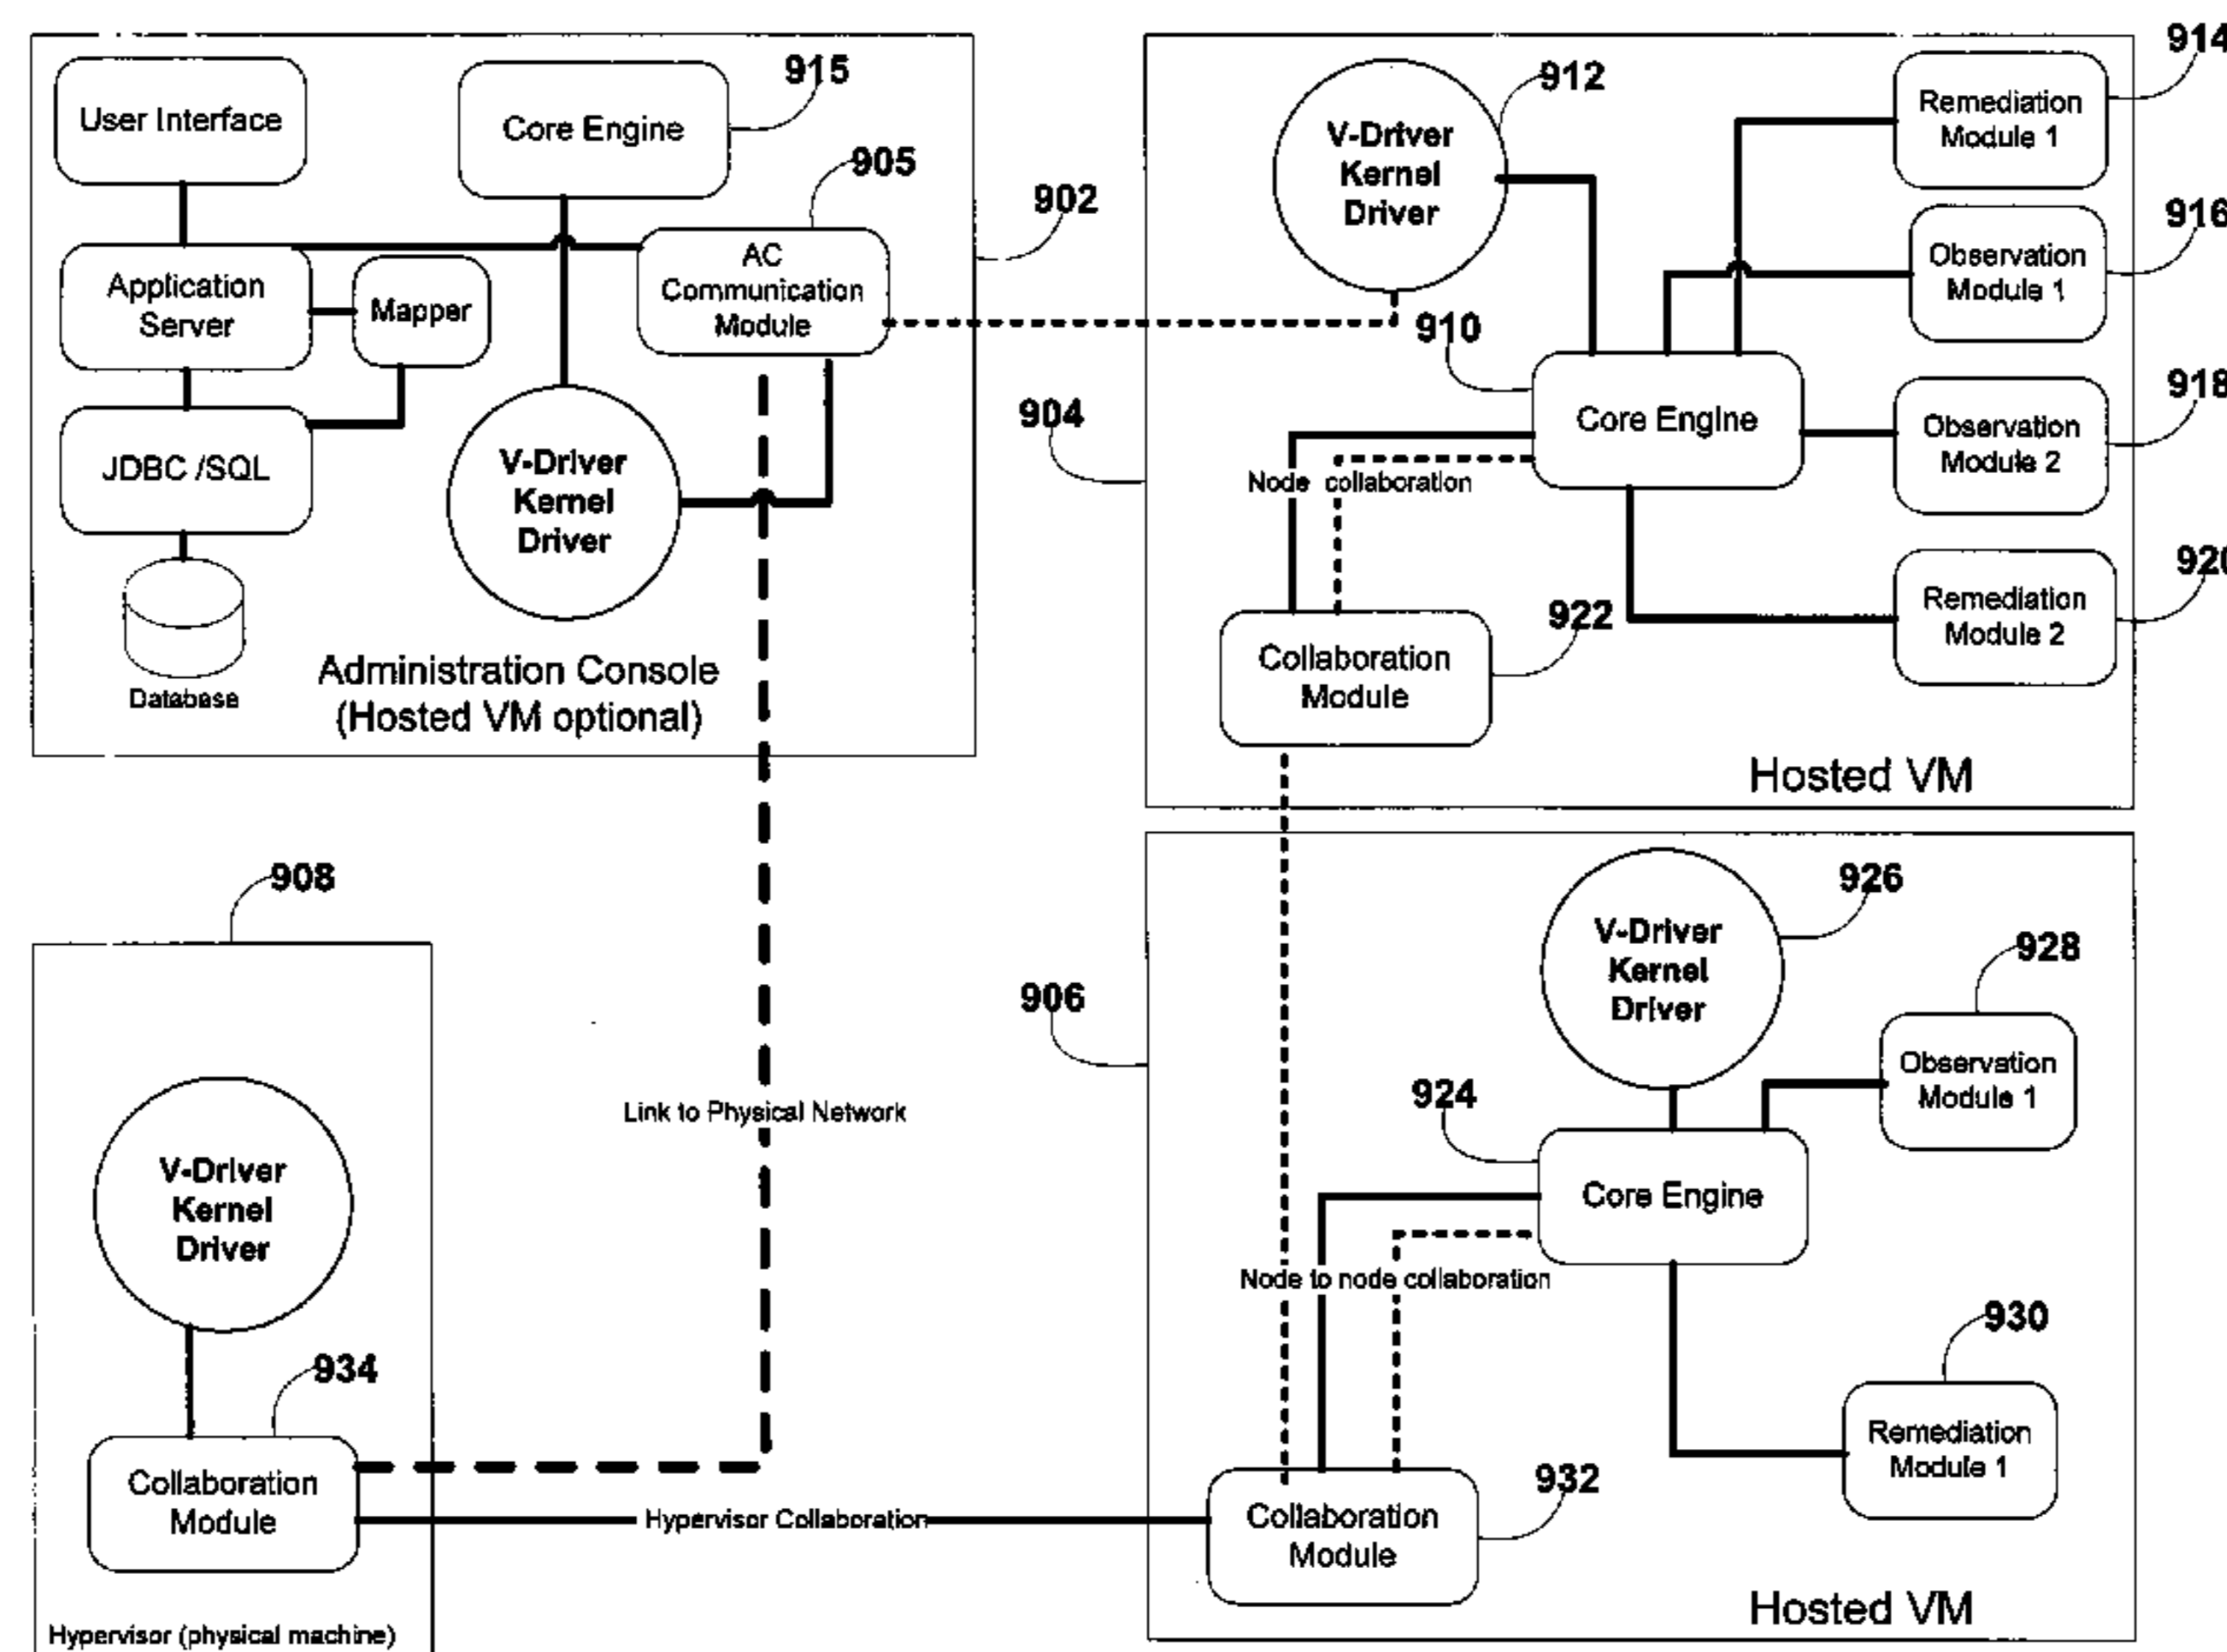 User Interface
Core Engine
915
905
902
Application
Server
Mapper
AC
Communication
Module
JDBC /SQL
V-Driver
Kernel
Driver
Database
Administration Console
(Hosted VM optional)
914
912
V-Driver
Kernel
Driver
Remediation
Module 1
916
Observation
Module 1
910
904
Core Engine
918
Observation
Module 2
Node collaboration
920
Remediation
Module 2
922
Collaboration
Module
Hosted VM
908
V-Driver
Kernel
Driver
934
Collaboration
Module
Hypervisor (physical machine)
Link to Physical Network
Hypervisor Collaboration
906
926
V-Driver
Kernel
Driver
928
Observation
Module 1
924
Core Engine
Node to node collaboration
930
Remediation
Module 1
932
Collaboration
Module
Hosted VM